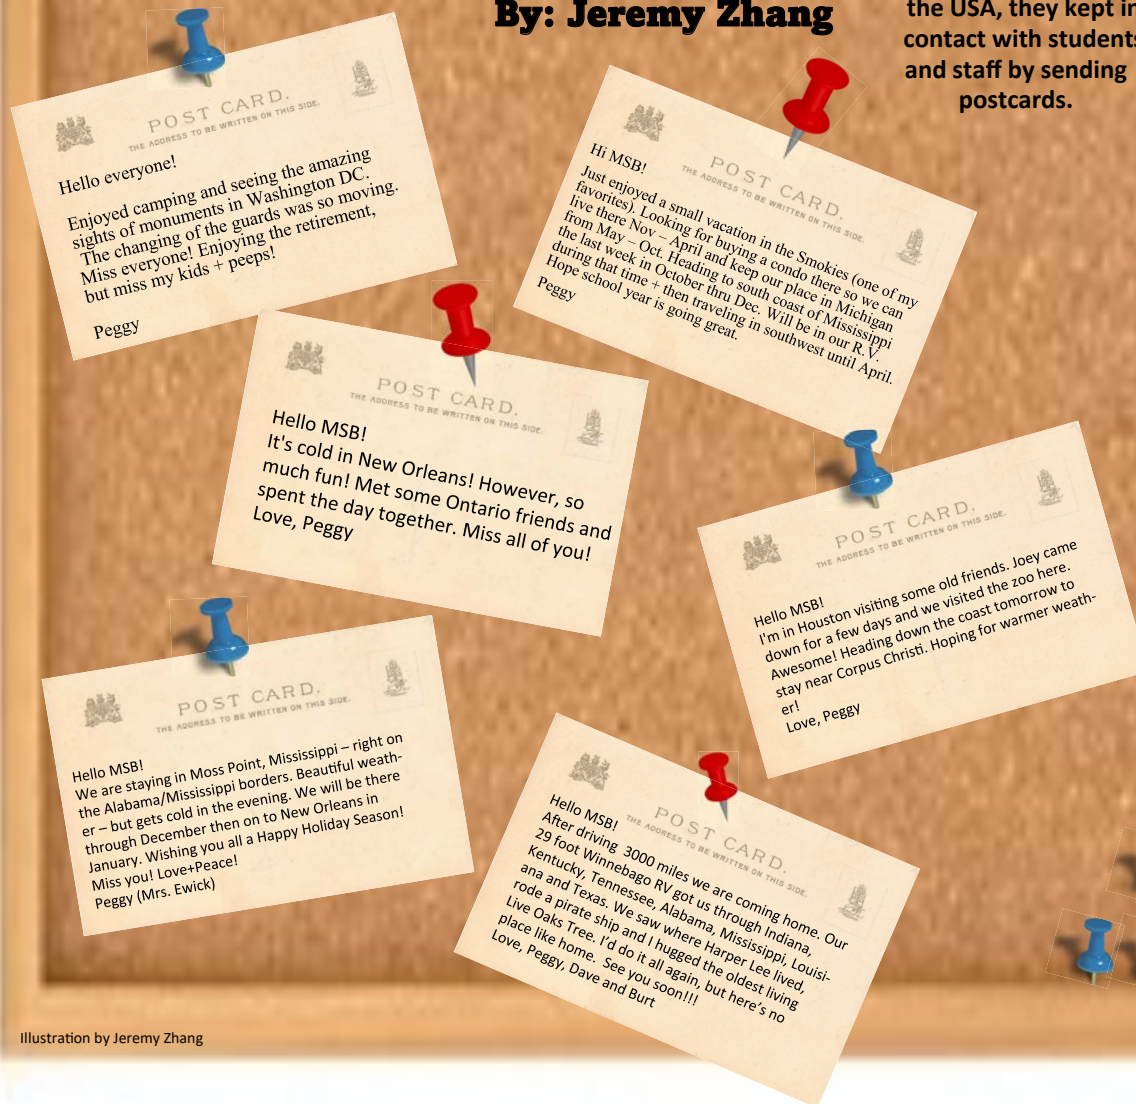 By: Jeremy Zhang
the USA, they kept in
contact with students
and staff by sending
postcards.
POST CARD.
THE ADDRESS TO BE WRITTEN ON THIS SIDE.
Hello everyone!
Enjoyed camping and seeing the amazing
sights of monuments in Washington DC.
The changing of the guards was so moving.
Miss everyone! Enjoying the retirement,
but miss my kids + peeps!
Peggy
POST CARD.
THE ADDRESS TO BE WRITTEN ON THIS SIDE.
Hi MSB!
Just enjoyed a small vacation in the Smokies (one of my
favorites). Looking for buying a condo there so we can
live there Nov – April and keep our place in Michigan
from May – Oct. Heading to south coast of Mississippi
the last week in October thru Dec. Will be in our R.V.
during that time + then traveling in southwest until April.
Hope school year is going great.
Peggy
POST CARD.
THE ADDRESS TO BE WRITTEN ON THIS SIDE.
Hello MSB!
It's cold in New Orleans! However, so
much fun! Met some Ontario friends and
spent the day together. Miss all of you!
Love, Peggy
POST CARD.
THE ADDRESS TO BE WRITTEN ON THIS SIDE.
Hello MSB!
I'm in Houston visiting some old friends. Joey came
down for a few days and we visited the zoo here.
Awesome! Heading down the coast tomorrow to
stay near Corpus Christi. Hoping for warmer weath-
er!
Love, Peggy
POST CARD.
THE ADDRESS TO BE WRITTEN ON THIS SIDE.
Hello MSB!
We are staying in Moss Point, Mississippi – right on
the Alabama/Mississippi borders. Beautiful weath-
er – but gets cold in the evening. We will be there
through December then on to New Orleans in
January. Wishing you all a Happy Holiday Season!
Miss you! Love+Peace!
Peggy (Mrs. Ewick)
POST CARD.
THE ADDRESS TO BE WRITTEN ON THIS SIDE.
Hello MSB!
After driving 3000 miles we are coming home. Our
29 foot Winnebago RV got us through Indiana,
Kentucky, Tennessee, Alabama, Mississippi, Louisi-
ana and Texas. We saw where Harper Lee lived,
rode a pirate ship and I hugged the oldest living
Live Oaks Tree. I'd do it all again, but here's no
place like home. See you soon!!!
Love, Peggy, Dave and Burt
Illustration by Jeremy Zhang